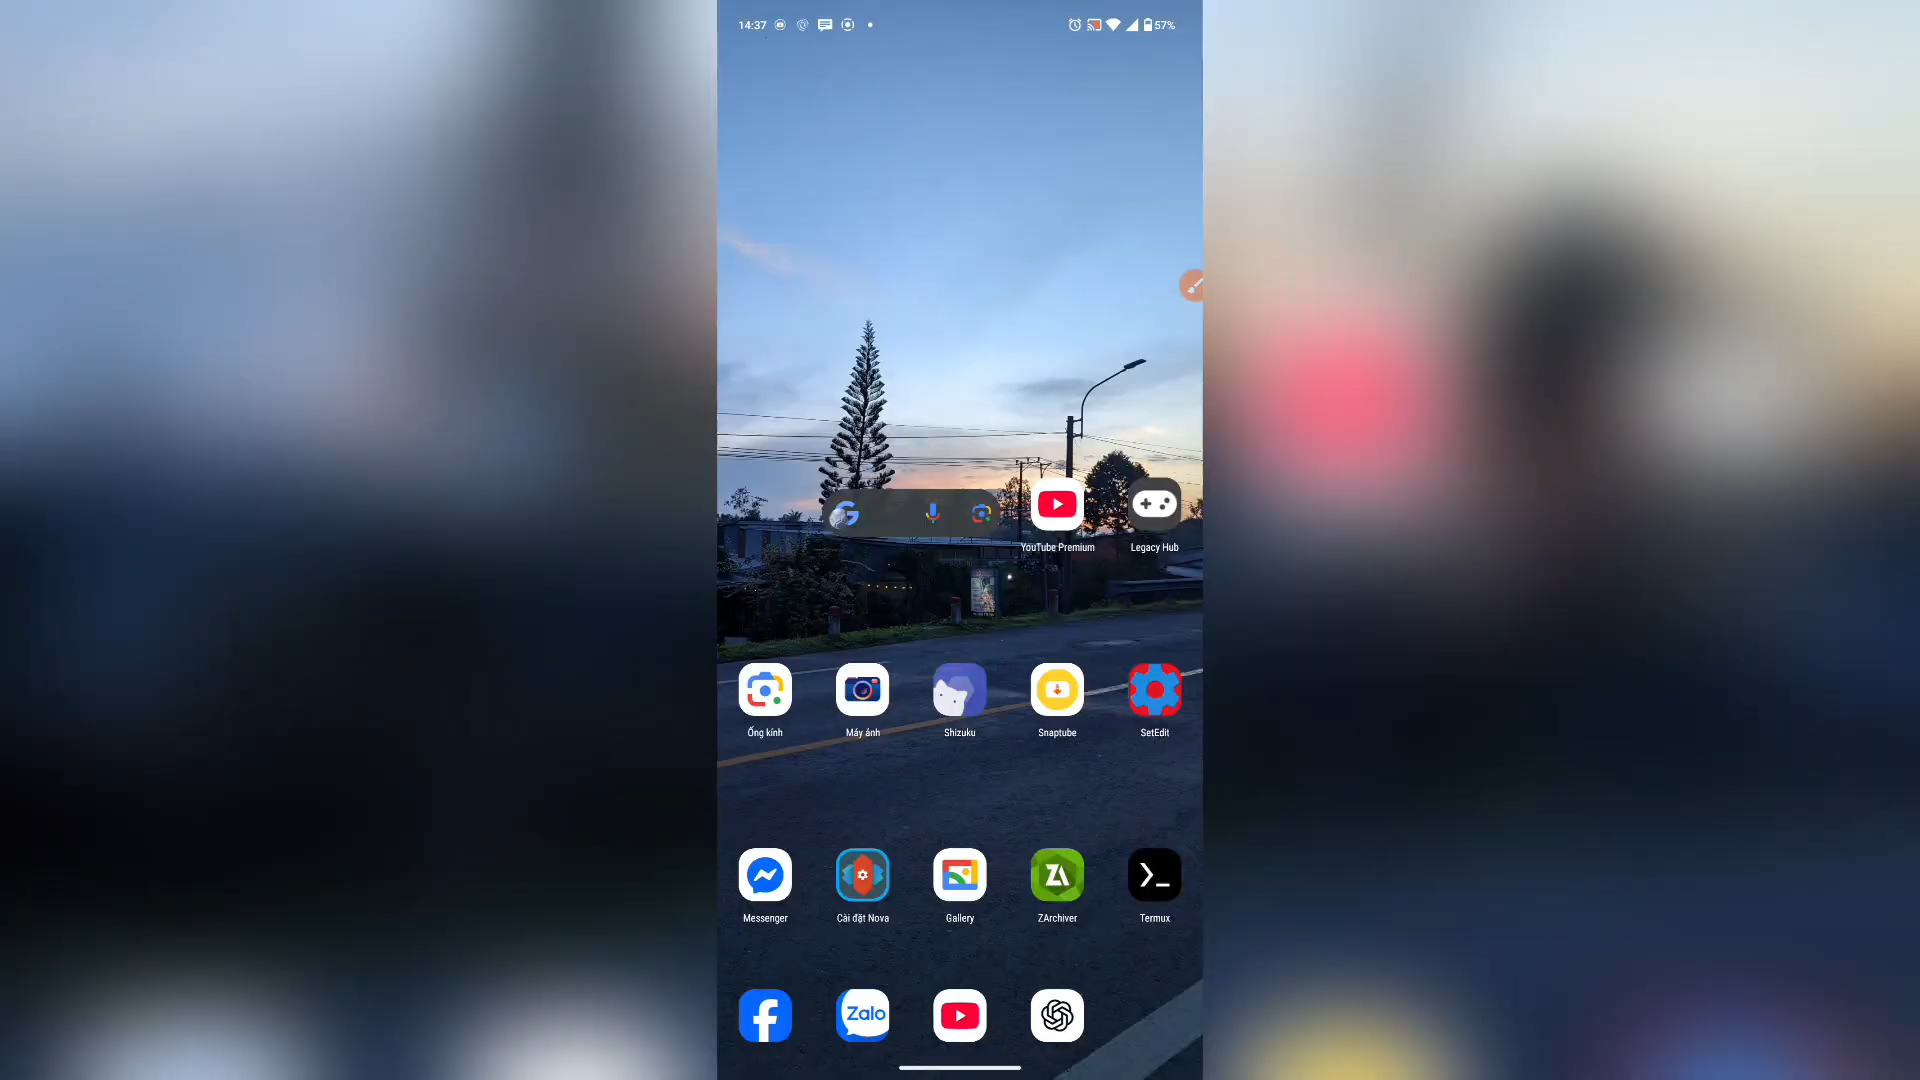 14:37
57%
YouTube Premium
Legacy Hub
Ống kính
Máy ảnh
Shizuku
Snaptube
SetEdit
Messenger
Cài đặt Nova
Gallery
ZArchiver
Termux
Zalo